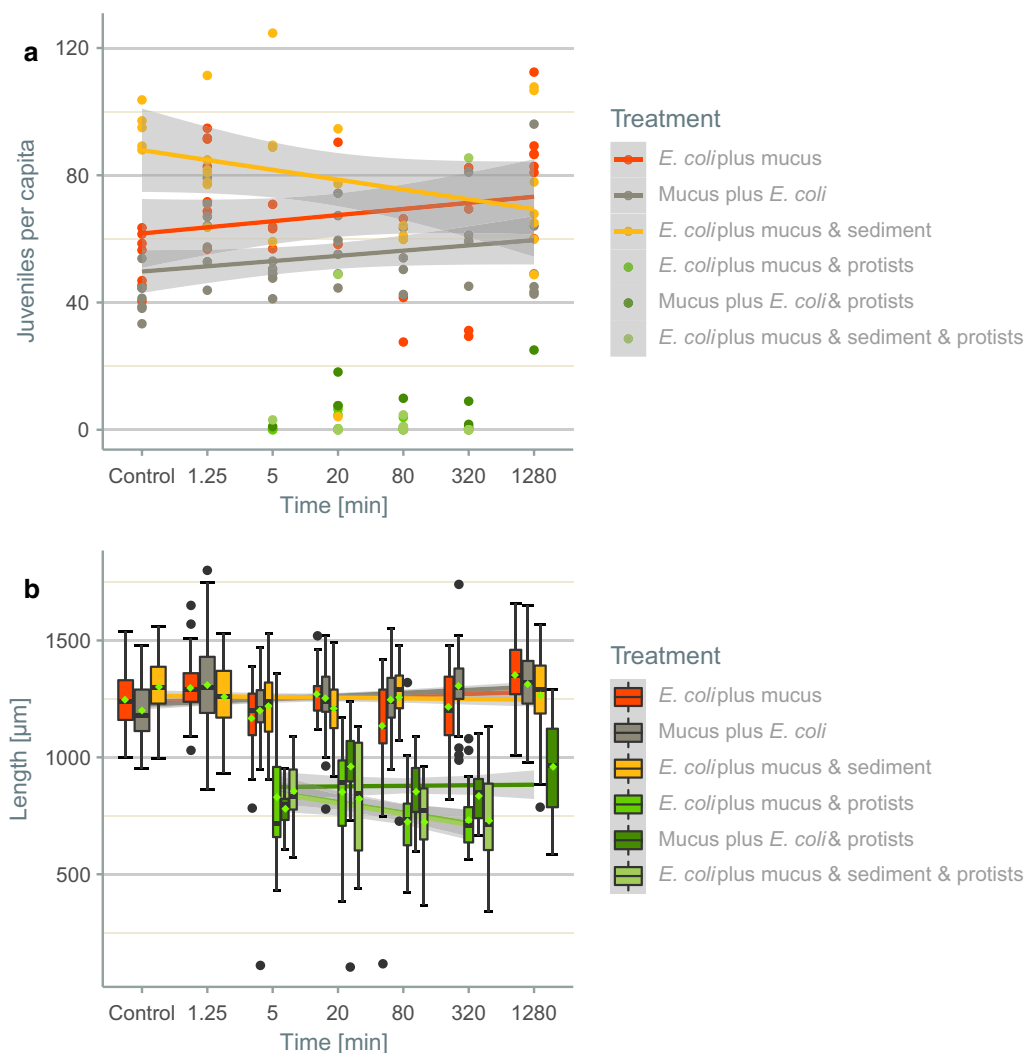 a
120
80
40
0
Juveniles per capita
Control 1.25 5 20 80 320 1280
Time [min]
Treatment
E. coli plus mucus
Mucus plus E. coli
E. coli plus mucus & sediment
E. coli plus mucus & protists
Mucus plus E. coli & protists
E. coli plus mucus & sediment & protists
b
1500
1000
500
Length [µm]
Control 1.25 5 20 80 320 1280
Time [min]
Treatment
E. coli plus mucus
Mucus plus E. coli
E. coli plus mucus & sediment
E. coli plus mucus & protists
Mucus plus E. coli & protists
E. coli plus mucus & sediment & protists